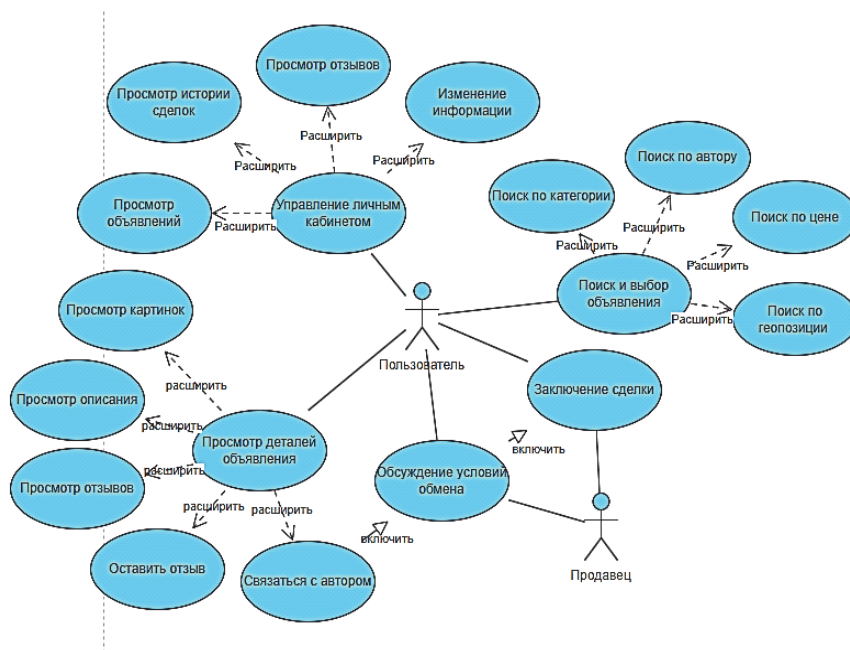 Просмотр отзывов
Просмотр истории
сделок
Изменение
информации
Расширить
Расширить
Расширить
Просмотр
объявлений
Расширить
Управление личным
кабинетом
Поиск по автору
Поиск по категории
Поиск по цене
Расширить
Расширить
Расширить
Поиск и выбор
объявления
Расширить
Поиск по
геопозиции
Просмотр картинок
Пользователь
расширить
Просмотр описания
расширить
Заключение сделки
Просмотр деталей
объявления
включить
Просмотр отзывов
расширить
Обсуждение условий
обмена
расширить
расширить
включить
Оставить отзыв
Связаться с автором
Продавец